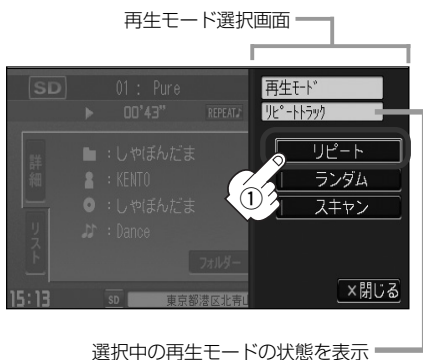 再生モード選択画面
SD 01 : Pure
00'43" REPEAT♪
詳細
:しゃぼんだま
:KENTO
:しゃぼんだま
:Dance
リスト
フォルダー
15:13 SD 東京都港区北青山
再生ﾓｰﾄﾞ
ﾘﾋﾟｰﾄﾄﾗｯｸ
リピート
ランダム
スキャン
①
×閉じる
選択中の再生モードの状態を表示